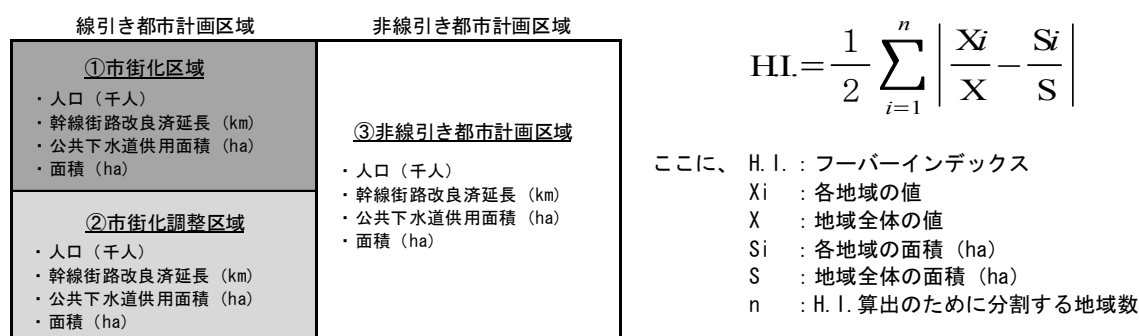 線引き都市計画区域
非線引き都市計画区域
①市街化区域
・人口（千人）
・幹線街路改良済延長（km）
・公共下水道供用面積（ha）
・面積（ha）
②市街化調整区域
・人口（千人）
・幹線街路改良済延長（km）
・公共下水道供用面積（ha）
・面積（ha）
③非線引き都市計画区域
・人口（千人）
・幹線街路改良済延長（km）
・公共下水道供用面積（ha）
・面積（ha）
H.I.＝1/2 ∑_{i=1}^{n} | Xi/X − Si/S |
ここに、 H.I.：フーバーインデックス
Xi ：各地域の値
X ：地域全体の値
Si ：各地域の面積（ha）
S ：地域全体の面積（ha）
n ：H.I.算出のために分割する地域数